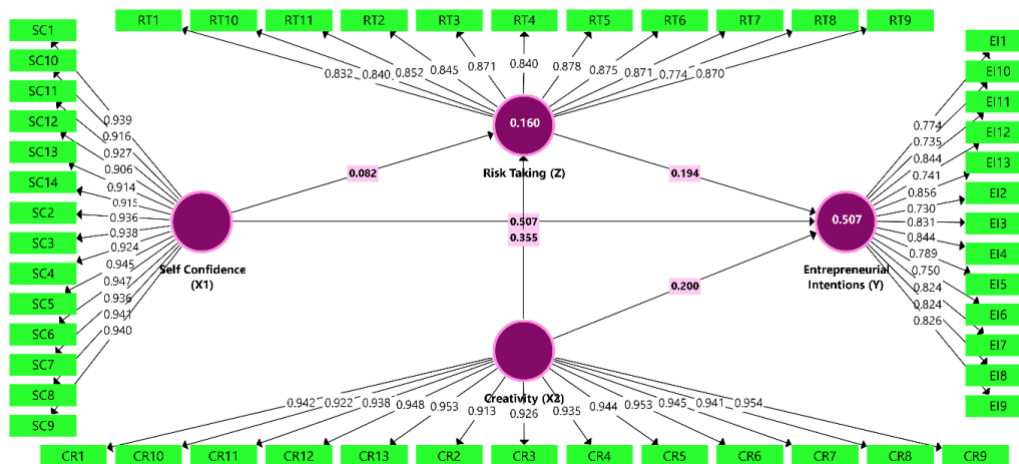 RT1 RT10 RT11 RT2 RT3 RT4 RT5 RT6 RT7 RT8 RT9
SC1
SC10
SC11
SC12
SC13
SC14
SC2
SC3
SC4
SC5
SC6
SC7
SC8
SC9
0.832 0.840 0.852 0.845 0.871 0.840 0.878 0.875 0.871 0.774 0.870
0.939
0.916
0.927
0.906
0.914
0.915
0.936
0.938
0.924
0.945
0.947
0.936
0.941
0.940
0.160
Risk Taking (Z)
0.082
0.194
0.507
0.355
0.200
Self Confidence
(X1)
0.507
Entrepreneurial
Intentions (Y)
0.774
0.735
0.844
0.741
0.856
0.730
0.831
0.844
0.789
0.750
0.824
0.824
0.826
EI1
EI10
EI11
EI12
EI13
EI2
EI3
EI4
EI5
EI6
EI7
EI8
EI9
Creativity (X2)
0.942 0.922 0.938 0.948 0.953 0.913 0.926 0.935 0.944 0.953 0.945 0.941 0.954
CR1 CR10 CR11 CR12 CR13 CR2 CR3 CR4 CR5 CR6 CR7 CR8 CR9